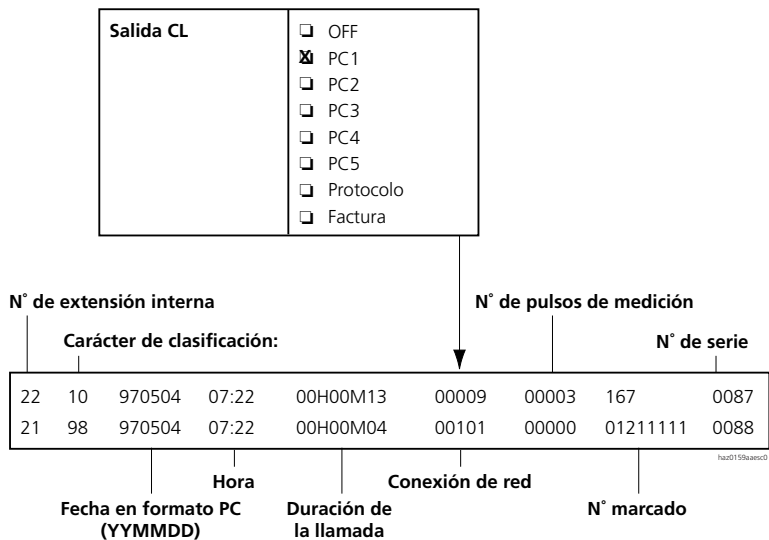 Salida CL
❏ OFF
❏ PC1
❏ PC2
❏ PC3
❏ PC4
❏ PC5
❏ Protocolo
❏ Factura
N° de extensión interna
N° de pulsos de medición
Carácter de clasificación:
N° de serie
22 10 970504 07:22 00H00M13 00009 00003 167 0087
21 98 970504 07:22 00H00M04 00101 00000 01211111 0088
haz0159aaesc0
Hora
Conexión de red
Fecha en formato PC
(YYMMDD)
Duración de
la llamada
N° marcado